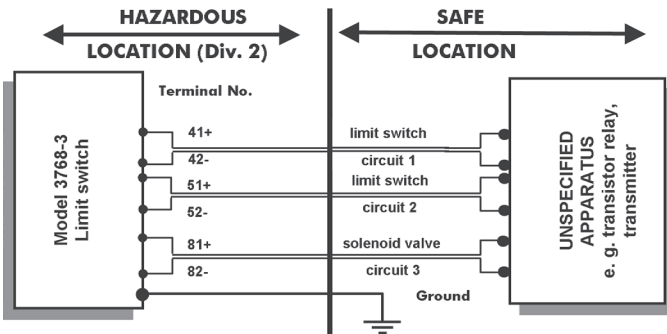 HAZARDOUS
LOCATION (Div. 2)
SAFE
LOCATION
Terminal No.
Model 3768-3
Limit switch
41+
42-
51+
52-
81+
82-
limit switch
circuit 1
limit switch
circuit 2
solenoid valve
circuit 3
Ground
UNSPECIFIED
APPARATUS
e. g. transistor relay,
transmitter